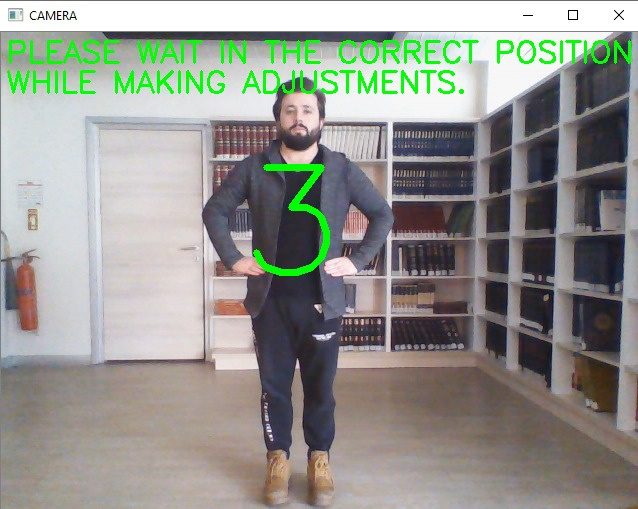 CAMERA
PLEASE WAIT IN THE CORRECT POSITION
WHILE MAKING ADJUSTMENTS.
3